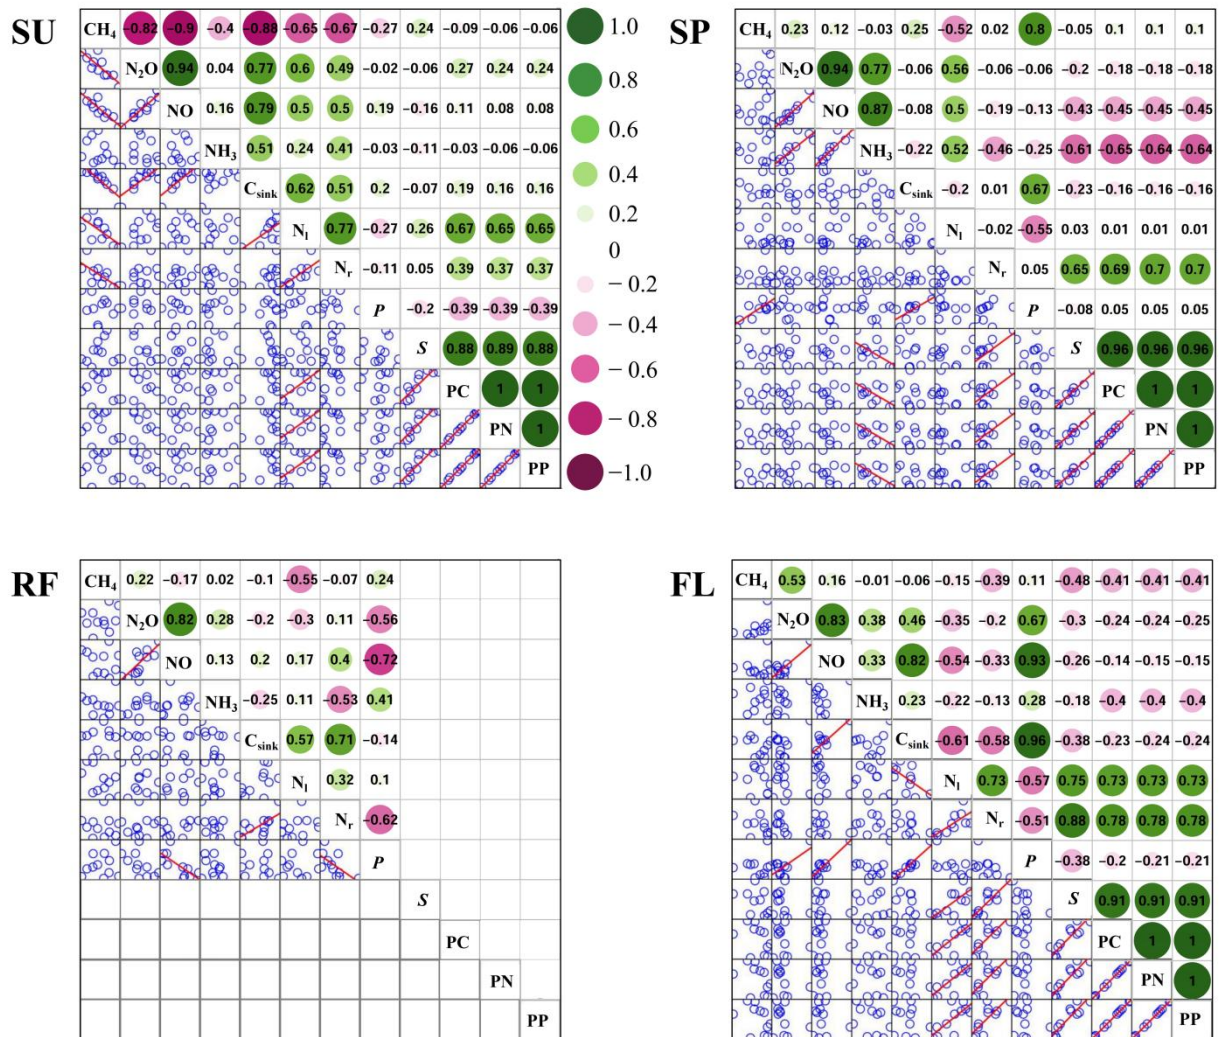 SU
CH₄ −0.82 −0.9 −0.4 −0.88 −0.65 −0.67 −0.27 0.24 −0.09 −0.06 −0.06
N₂O 0.94 0.04 0.77 0.6 0.49 −0.02 −0.06 0.27 0.24 0.24
NO 0.16 0.79 0.5 0.5 0.19 −0.16 0.11 0.08 0.08
NH₃ 0.51 0.24 0.41 −0.03 −0.11 −0.03 −0.06 −0.06
C_sink 0.62 0.51 0.2 −0.07 0.19 0.16 0.16
N_l 0.77 −0.27 0.26 0.67 0.65 0.65
N_r −0.11 0.05 0.39 0.37 0.37
P −0.2 −0.39 −0.39 −0.39
S 0.88 0.89 0.88
PC 1 1
PN 1
PP
1.0
0.8
0.6
0.4
0.2
0
−0.2
−0.4
−0.6
−0.8
−1.0
SP
CH₄ 0.23 0.12 −0.03 0.25 −0.52 0.02 0.8 −0.05 0.1 0.1 0.1
N₂O 0.94 0.77 −0.06 0.56 −0.06 −0.06 −0.2 −0.18 −0.18 −0.18
NO 0.87 −0.08 0.5 −0.19 −0.13 −0.43 −0.45 −0.45 −0.45
NH₃ −0.22 0.52 −0.46 −0.25 −0.61 −0.65 −0.64 −0.64
C_sink −0.2 0.01 0.67 −0.23 −0.16 −0.16 −0.16
N_l −0.02 −0.55 0.03 0.01 0.01 0.01
N_r 0.05 0.65 0.69 0.7 0.7
P −0.08 0.05 0.05 0.05
S 0.96 0.96 0.96
PC 1 1
PN 1
PP
RF
CH₄ 0.22 −0.17 0.02 −0.1 −0.55 −0.07 0.24
N₂O 0.82 0.28 −0.2 −0.3 0.11 −0.56
NO 0.13 0.2 0.17 0.4 −0.72
NH₃ −0.25 0.11 −0.53 0.41
C_sink 0.57 0.71 −0.14
N_l 0.32 0.1
N_r −0.62
P
S
PC
PN
PP
FL
CH₄ 0.53 0.16 −0.01 −0.06 −0.15 −0.39 0.11 −0.48 −0.41 −0.41 −0.41
N₂O 0.83 0.38 0.46 −0.35 −0.2 0.67 −0.3 −0.24 −0.24 −0.25
NO 0.33 0.82 −0.54 −0.33 0.93 −0.26 −0.14 −0.15 −0.15
NH₃ 0.23 −0.22 −0.13 0.28 −0.18 −0.4 −0.4 −0.4
C_sink −0.61 −0.58 0.96 −0.38 −0.23 −0.24 −0.24
N_l 0.73 −0.57 0.75 0.73 0.73 0.73
N_r −0.51 0.88 0.78 0.78 0.78
P −0.38 −0.2 −0.21 −0.21
S 0.91 0.91 0.91
PC 1 1
PN 1
PP